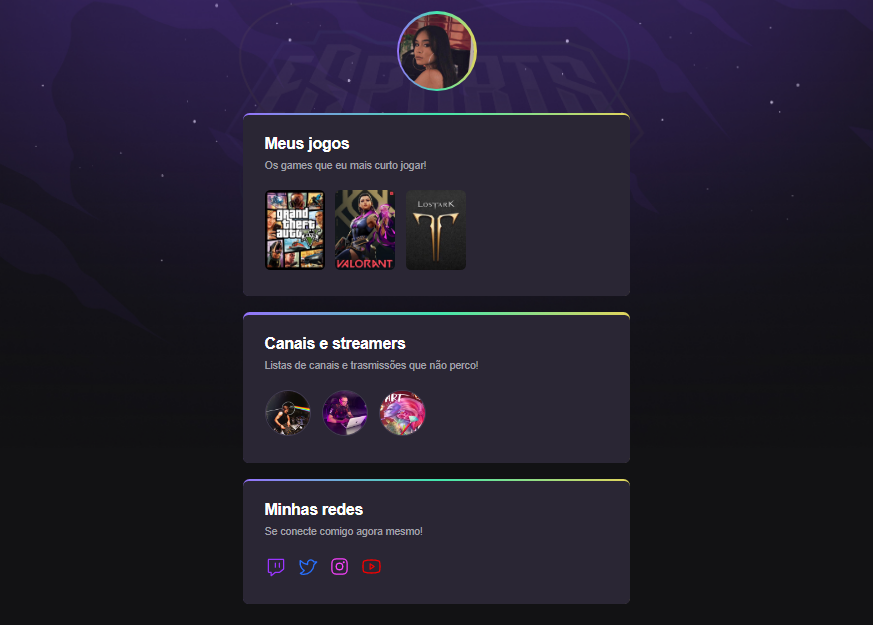 ESPORTS
Meus jogos
Os games que eu mais curto jogar!
grand
theft
auto
VALORANT
LOSTARK
Canais e streamers
Listas de canais e trasmissões que não perco!
ART
Minhas redes
Se conecte comigo agora mesmo!